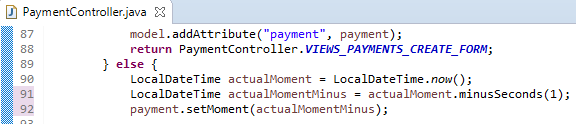 PaymentController.java
87 model.addAttribute("payment", payment);
88 return PaymentController.VIEWS_PAYMENTS_CREATE_FORM;
89 } else {
90 LocalDateTime actualMoment = LocalDateTime.now();
91 LocalDateTime actualMomentMinus = actualMoment.minusSeconds(1);
92 payment.setMoment(actualMomentMinus);